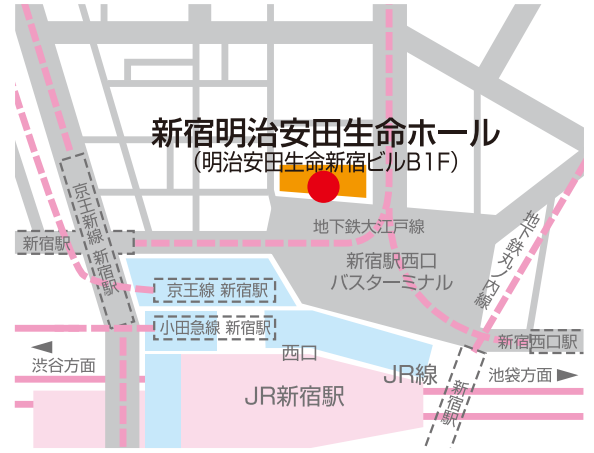 新宿明治安田生命ホール
（明治安田生命新宿ビルB1F）
京王新線 新宿駅
新宿駅
地下鉄大江戸線
地下鉄丸ノ内線
新宿駅西口
バスターミナル
京王線 新宿駅
小田急線 新宿駅
新宿西口駅
西口
渋谷方面
JR線
池袋方面
JR新宿駅
新宿駅